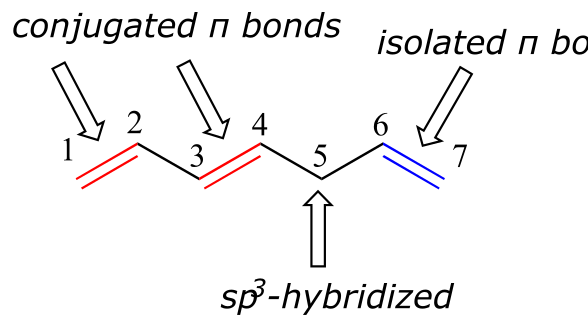 conjugated π bonds
isolated π bo
1 2 3 4 5 6 7
sp³-hybridized